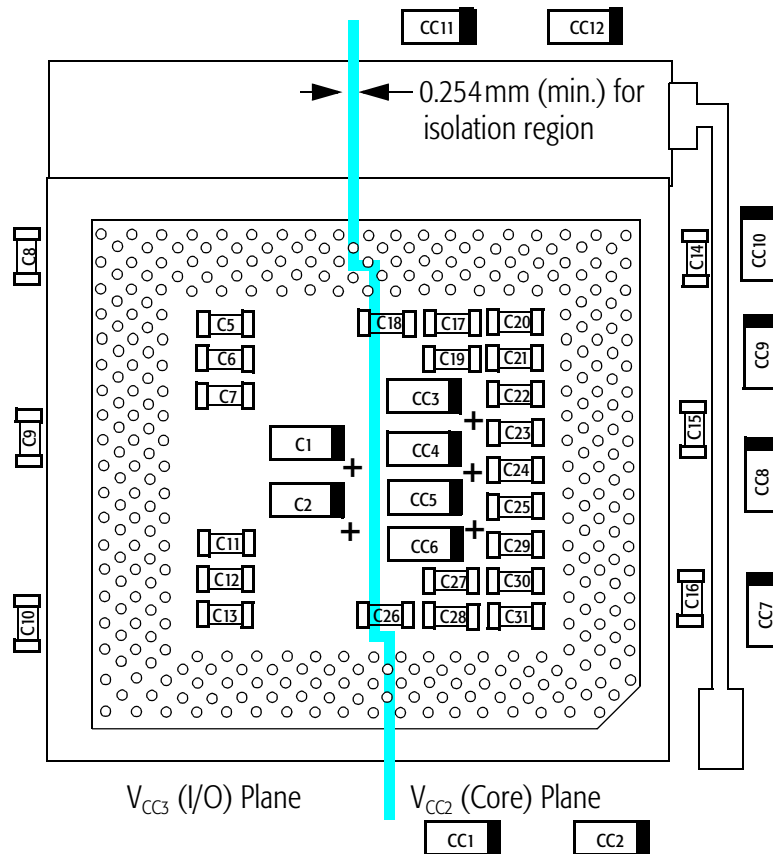 CC11 CC12
0.254 mm (min.) for
isolation region
C8 C14 CC10
C5 C18 C17 C20
C6 C19 C21 CC9
C7 CC3 C22
+
C9 C1 CC4 C23 C15
+ +
C24 CC8
C2 CC5 C25
+ +
C11 CC6 C29
C12 C27 C30 C16 CC7
C10 C13 C26 C28 C31
VCC3 (I/O) Plane VCC2 (Core) Plane
CC1 CC2